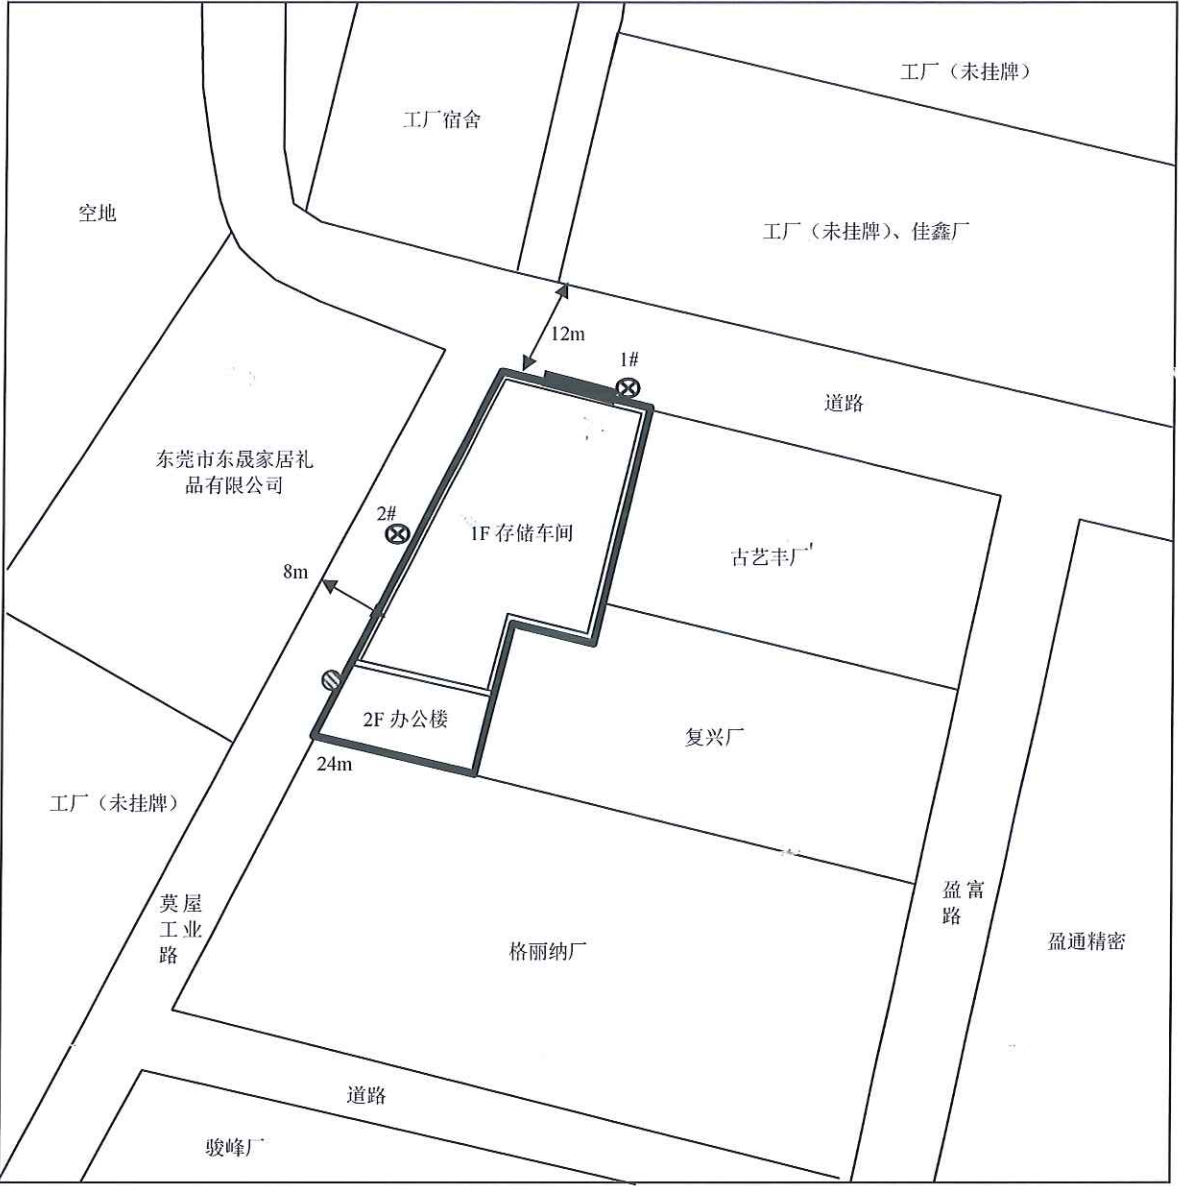 工厂（未挂牌）
工厂宿舍
空地
工厂（未挂牌）、佳鑫厂
12m
1#
道路
东莞市东晟家居礼
品有限公司
2#
1F 存储车间
古艺丰厂
8m
2F 办公楼
复兴厂
24m
工厂（未挂牌）
莫屋
工业
路
盈富
路
格丽纳厂
盈通精密
道路
骏峰厂